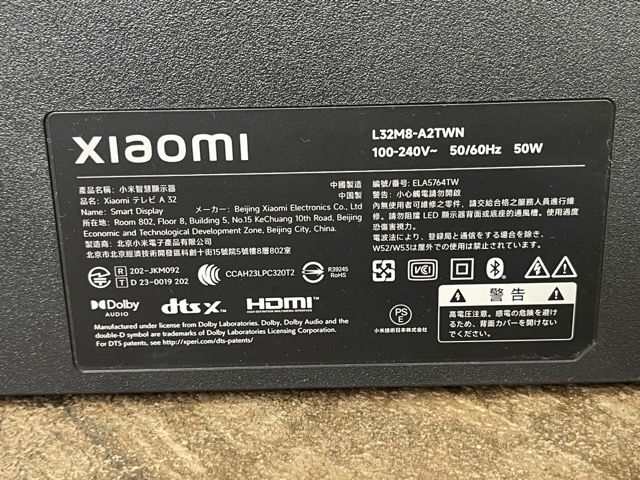 xiaomi
L32M8-A2TWN
100-240V~ 50/60Hz 50W
產品名稱: 小米智慧顯示器 中國製造
品名: Xiaomi テレビ A 32 中国製
Name: Smart Display メーカー: Beijing Xiaomi Electronics Co., Ltd.
Address: Room 802, Floor 8, Building 5, No.15 KeChuang 10th Road, Beijing
Economic and Technological Development Zone, Beijing City, China.
製造商: 北京小米電子產品有限公司
北京市北京經濟技術開發區科創十街15號院5號樓8層802室
編號/番号: ELA5764TW
警告: 小心觸電請勿開啟
內無使用者可維修之零件, 請交給合格之服務人員進行維
修。請勿阻擋 LED 顯示器背面或底座的通風槽。使用過度
恐傷害視力。
電波法により, 登録局と通信をする場合を除き,
W52/W53は屋外での使用は禁じられています。
R 202-JKM092
T D 23-0019 202
CCAH23LPC320T2
R39245
RoHS
VCI
Dolby
AUDIO
dts X
HDMI
HIGH-DEFINITION MULTIMEDIA INTERFACE
Manufactured under license from Dolby Laboratories. Dolby, Dolby Audio and the
double-D symbol are trademarks of Dolby Laboratories Licensing Corporation.
For DTS patents, see https://xperi.com/dts-patents/
PS
E
小米技術日本株式会社
警告
高電圧注意。感電の危険を避け
るため、背面カバーを開けない
でください。